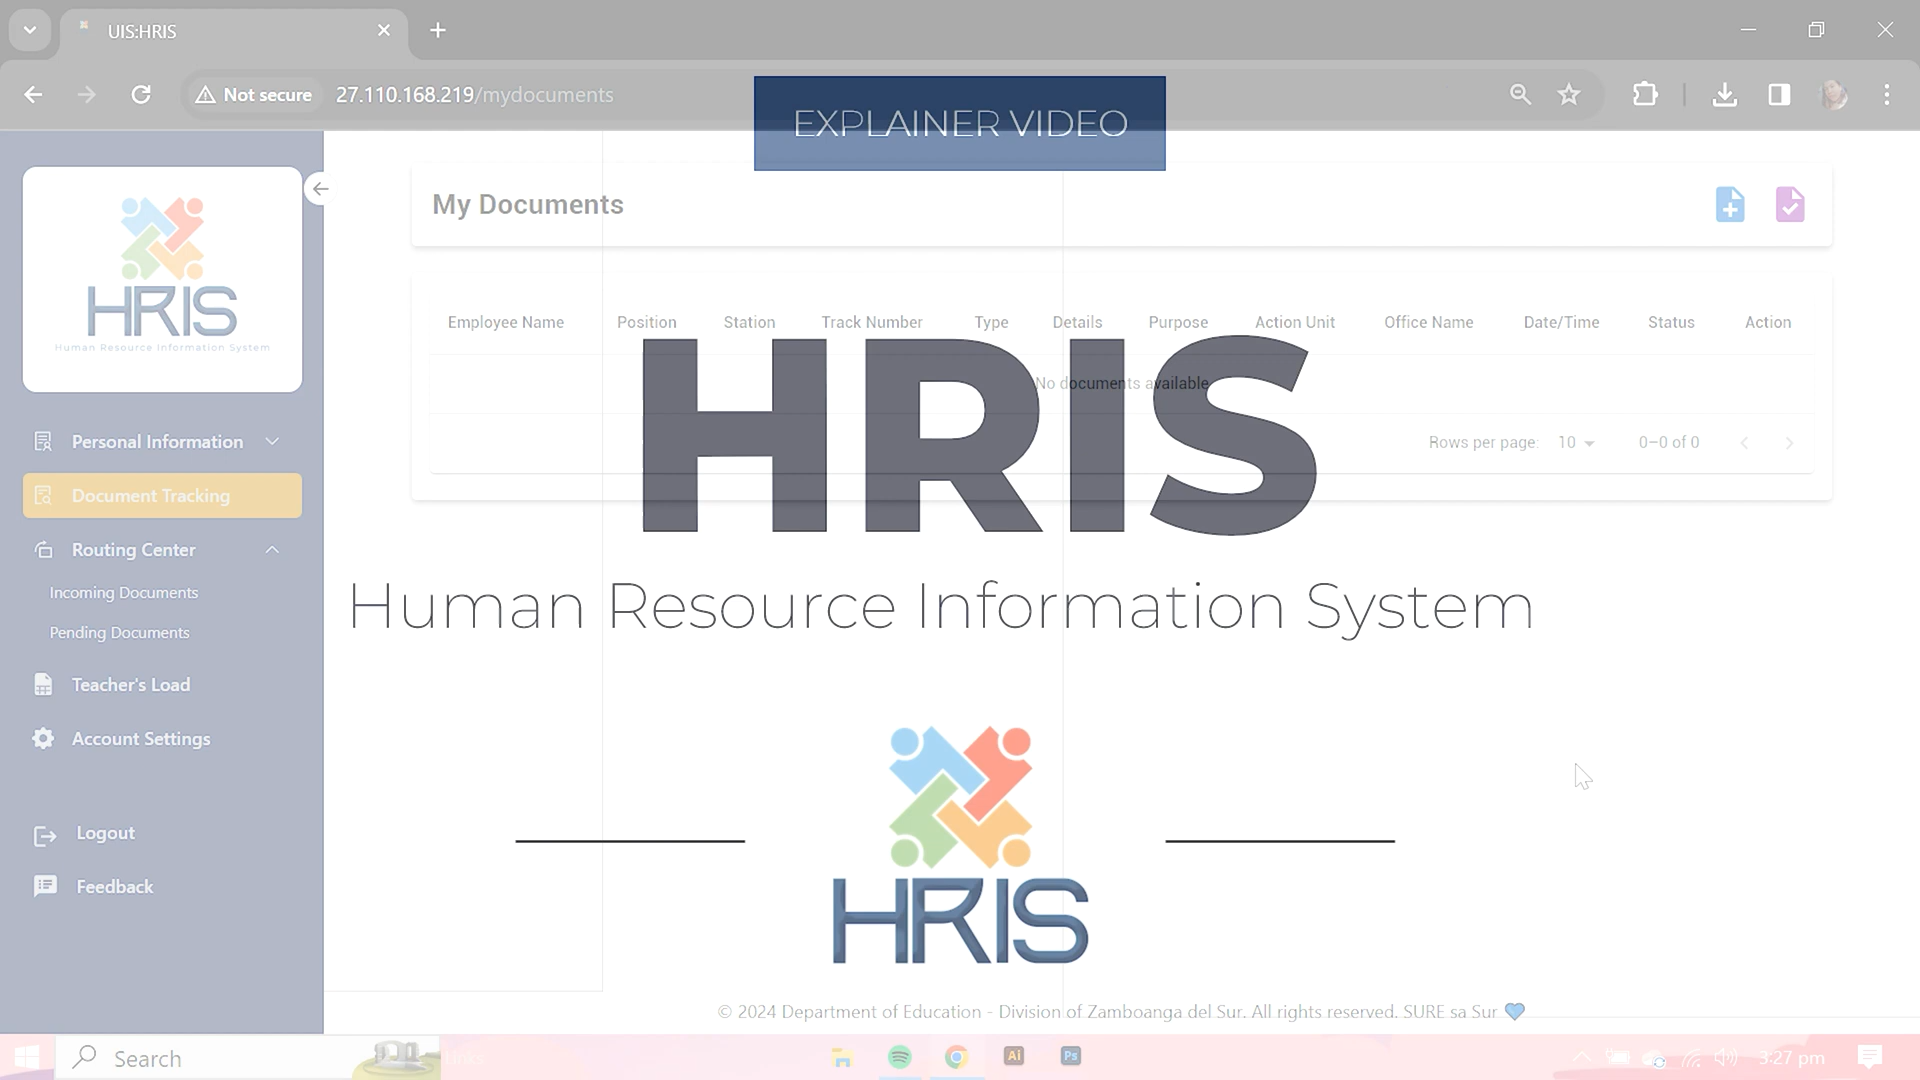 UIS:HRIS
Not secure 27.110.168.219/mydocuments
EXPLAINER VIDEO
My Documents
HRIS
Human Resource Information System
Employee Name Position Station Track Number Type Details Purpose Action Unit Office Name Date/Time Status Action
No documents available
Rows per page: 10 0–0 of 0
HRIS
Human Resource Information System
Personal Information
Document Tracking
Routing Center
Incoming Documents
Pending Documents
Teacher's Load
Account Settings
Logout
Feedback
HRIS
© 2024 Department of Education - Division of Zamboanga del Sur. All rights reserved. SURE sa Sur
Search
Ai
Ps
3:27 pm